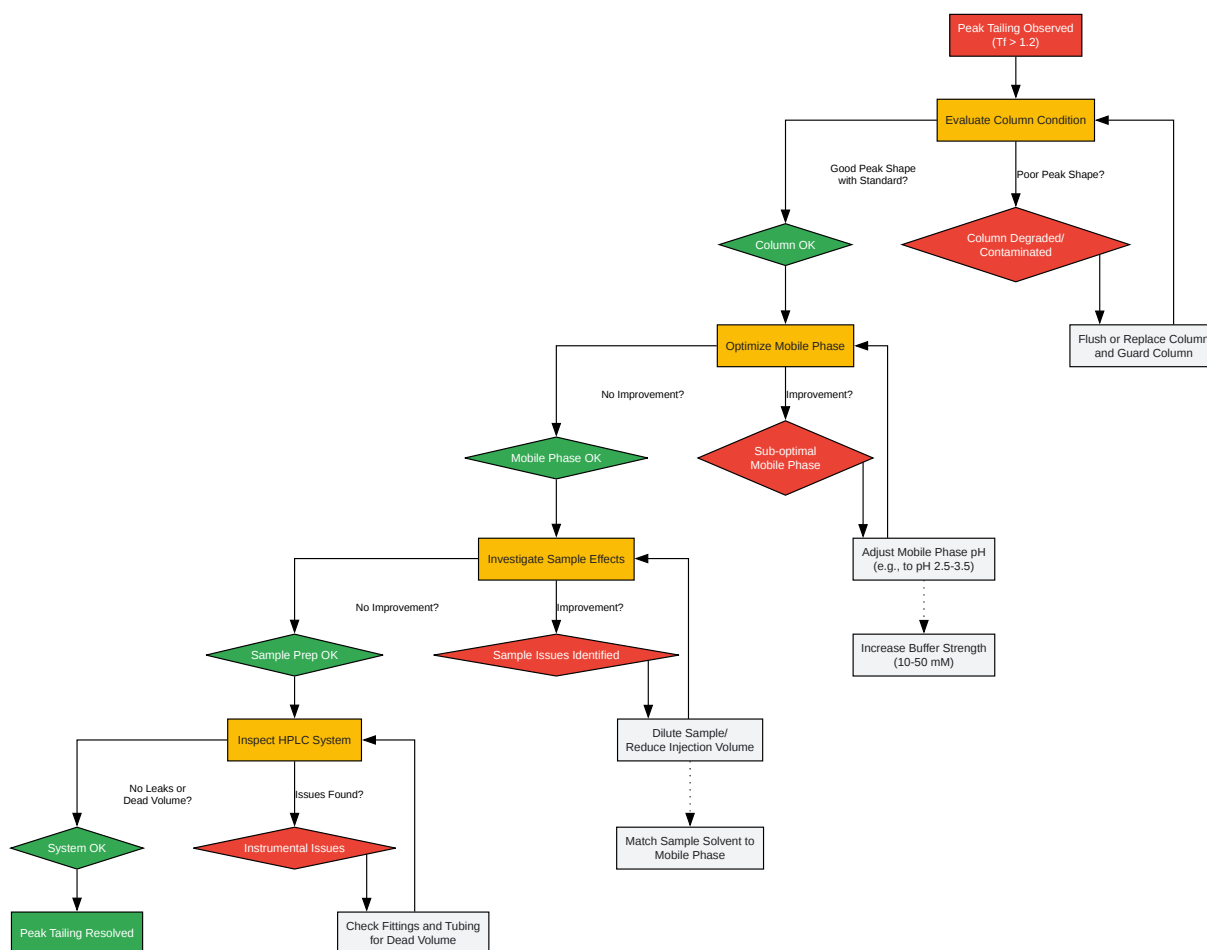 Peak Tailing Observed
(Tf > 1.2)
Evaluate Column Condition
Good Peak Shape
with Standard?
Poor Peak Shape?
Column OK
Column Degraded/
Contaminated
Optimize Mobile Phase
Flush or Replace Column
and Guard Column
No Improvement?
Improvement?
Mobile Phase OK
Sub-optimal
Mobile Phase
Investigate Sample Effects
Adjust Mobile Phase pH
(e.g., to pH 2.5-3.5)
No Improvement?
Improvement?
Sample Prep OK
Sample Issues Identified
Increase Buffer Strength
(10-50 mM)
Inspect HPLC System
Dilute Sample/
Reduce Injection Volume
No Leaks or
Dead Volume?
Issues Found?
System OK
Instrumental Issues
Match Sample Solvent to
Mobile Phase
Peak Tailing Resolved
Check Fittings and Tubing
for Dead Volume